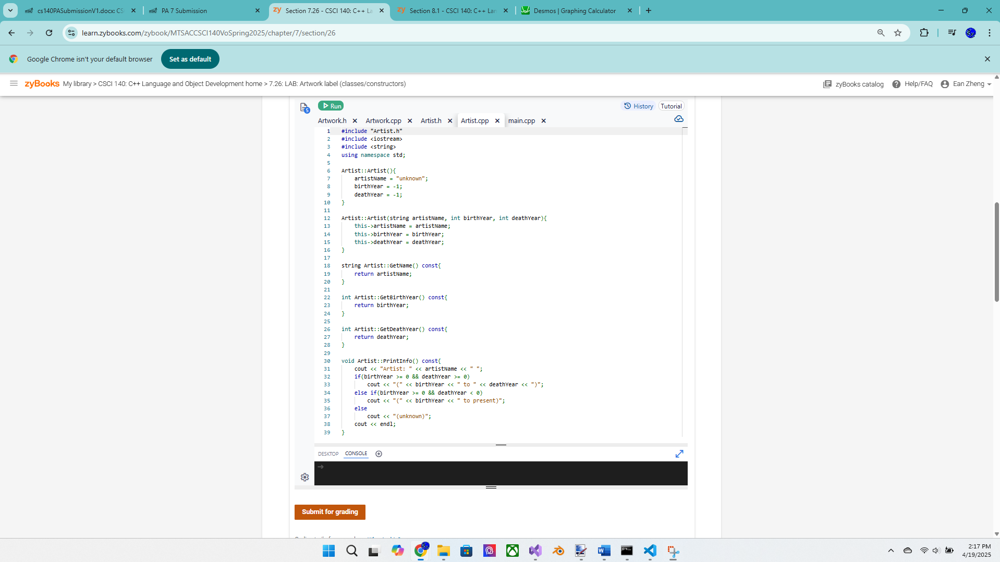 cs140PASubmissionV1.docx: CS
PA 7 Submission
Section 7.26 - CSCI 140: C++ La
Section 8.1 - CSCI 140: C++ Lan
Desmos | Graphing Calculator
learn.zybooks.com/zybook/MTSACCSCI140VoSpring2025/chapter/7/section/26
Google Chrome isn't your default browser
Set as default
zyBooks My library > CSCI 140: C++ Language and Object Development home > 7.26: LAB: Artwork label (classes/constructors)
zyBooks catalog
Help/FAQ
Ean Zheng
5
Run
History
Tutorial
Artwork.h
Artwork.cpp
Artist.h
Artist.cpp
main.cpp
1 #include "Artist.h"
2 #include <iostream>
3 #include <string>
4 using namespace std;
5
6 Artist::Artist(){
7 artistName = "unknown";
8 birthYear = -1;
9 deathYear = -1;
10 }
11
12 Artist::Artist(string artistName, int birthYear, int deathYear){
13 this->artistName = artistName;
14 this->birthYear = birthYear;
15 this->deathYear = deathYear;
16 }
17
18 string Artist::GetName() const{
19 return artistName;
20 }
21
22 int Artist::GetBirthYear() const{
23 return birthYear;
24 }
25
26 int Artist::GetDeathYear() const{
27 return deathYear;
28 }
29
30 void Artist::PrintInfo() const{
31 cout << "Artist: " << artistName << " ";
32 if(birthYear >= 0 && deathYear >= 0)
33 cout << "(" << birthYear << " to " << deathYear << ")";
34 else if(birthYear >= 0 && deathYear < 0)
35 cout << "(" << birthYear << " to present)";
36 else
37 cout << "(unknown)";
38 cout << endl;
39 }
DESKTOP
CONSOLE
Submit for grading
2:17 PM
4/19/2025